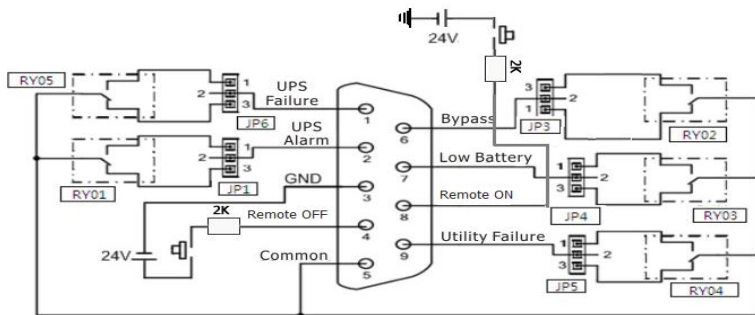 24V
2K
RY05
1
2
3
JP6
UPS
Failure
1
Bypass
6
3
2
1
JP3
RY02
UPS
Alarm
2
RY01
1
2
3
JP1
Low Battery
7
1
2
3
JP4
RY03
GND
3
Remote ON
8
2K
Remote OFF
4
24V
Common
5
Utility Failure
9
1
2
3
JP5
RY04